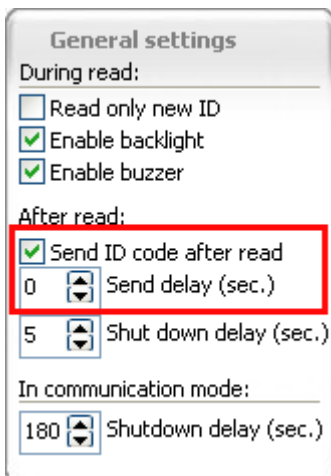 General settings
During read:
Read only new ID
Enable backlight
Enable buzzer
After read:
Send ID code after read
0 Send delay (sec.)
5 Shut down delay (sec.)
In communication mode:
180 Shutdown delay (sec.)